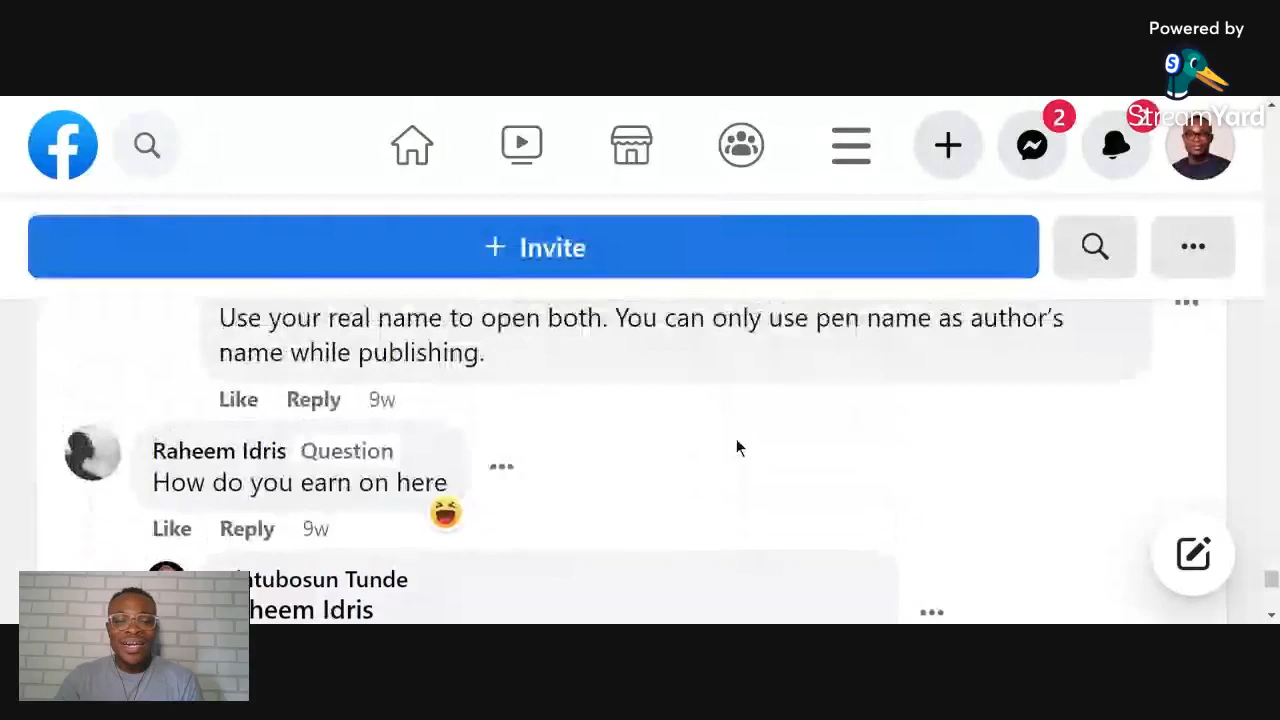 Powered by
StreamYard
2
+ Invite
Use your real name to open both. You can only use pen name as author's
name while publishing.
Like Reply 9w
Raheem Idris Question
How do you earn on here
Like Reply 9w
Tunde
Idris